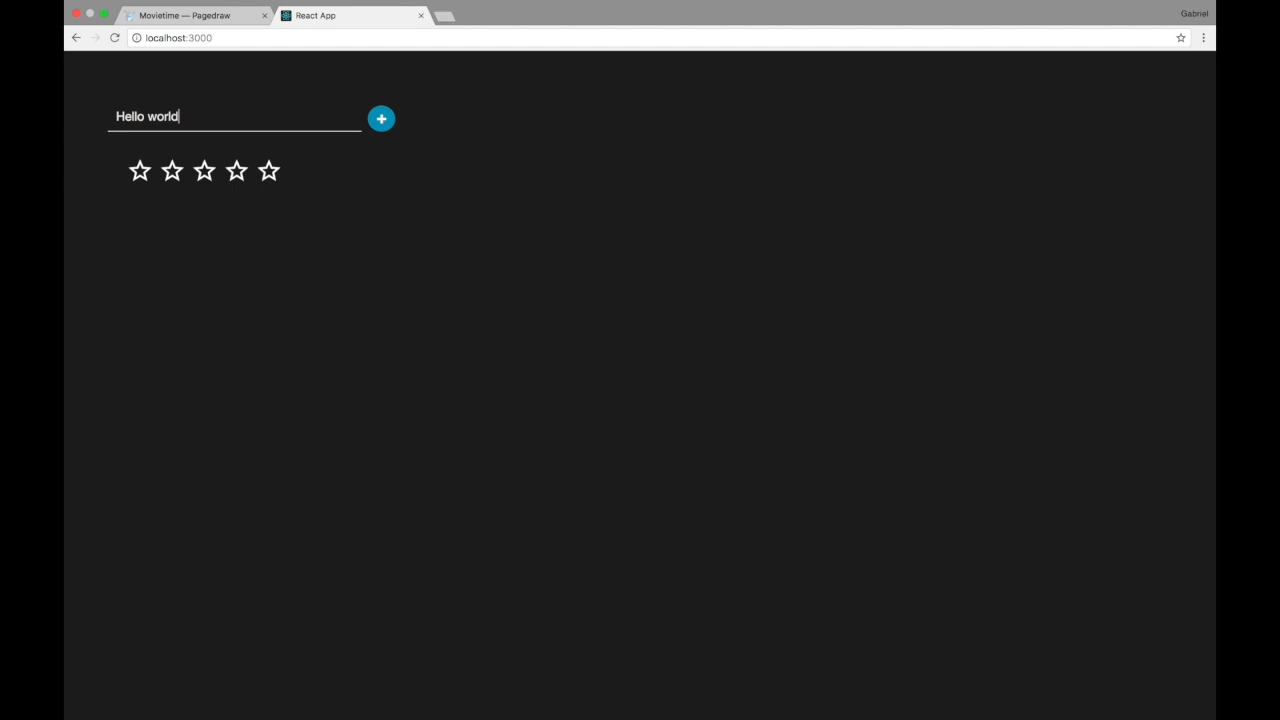 Movietime — Pagedraw
React App
Gabriel
localhost:3000
Hello world